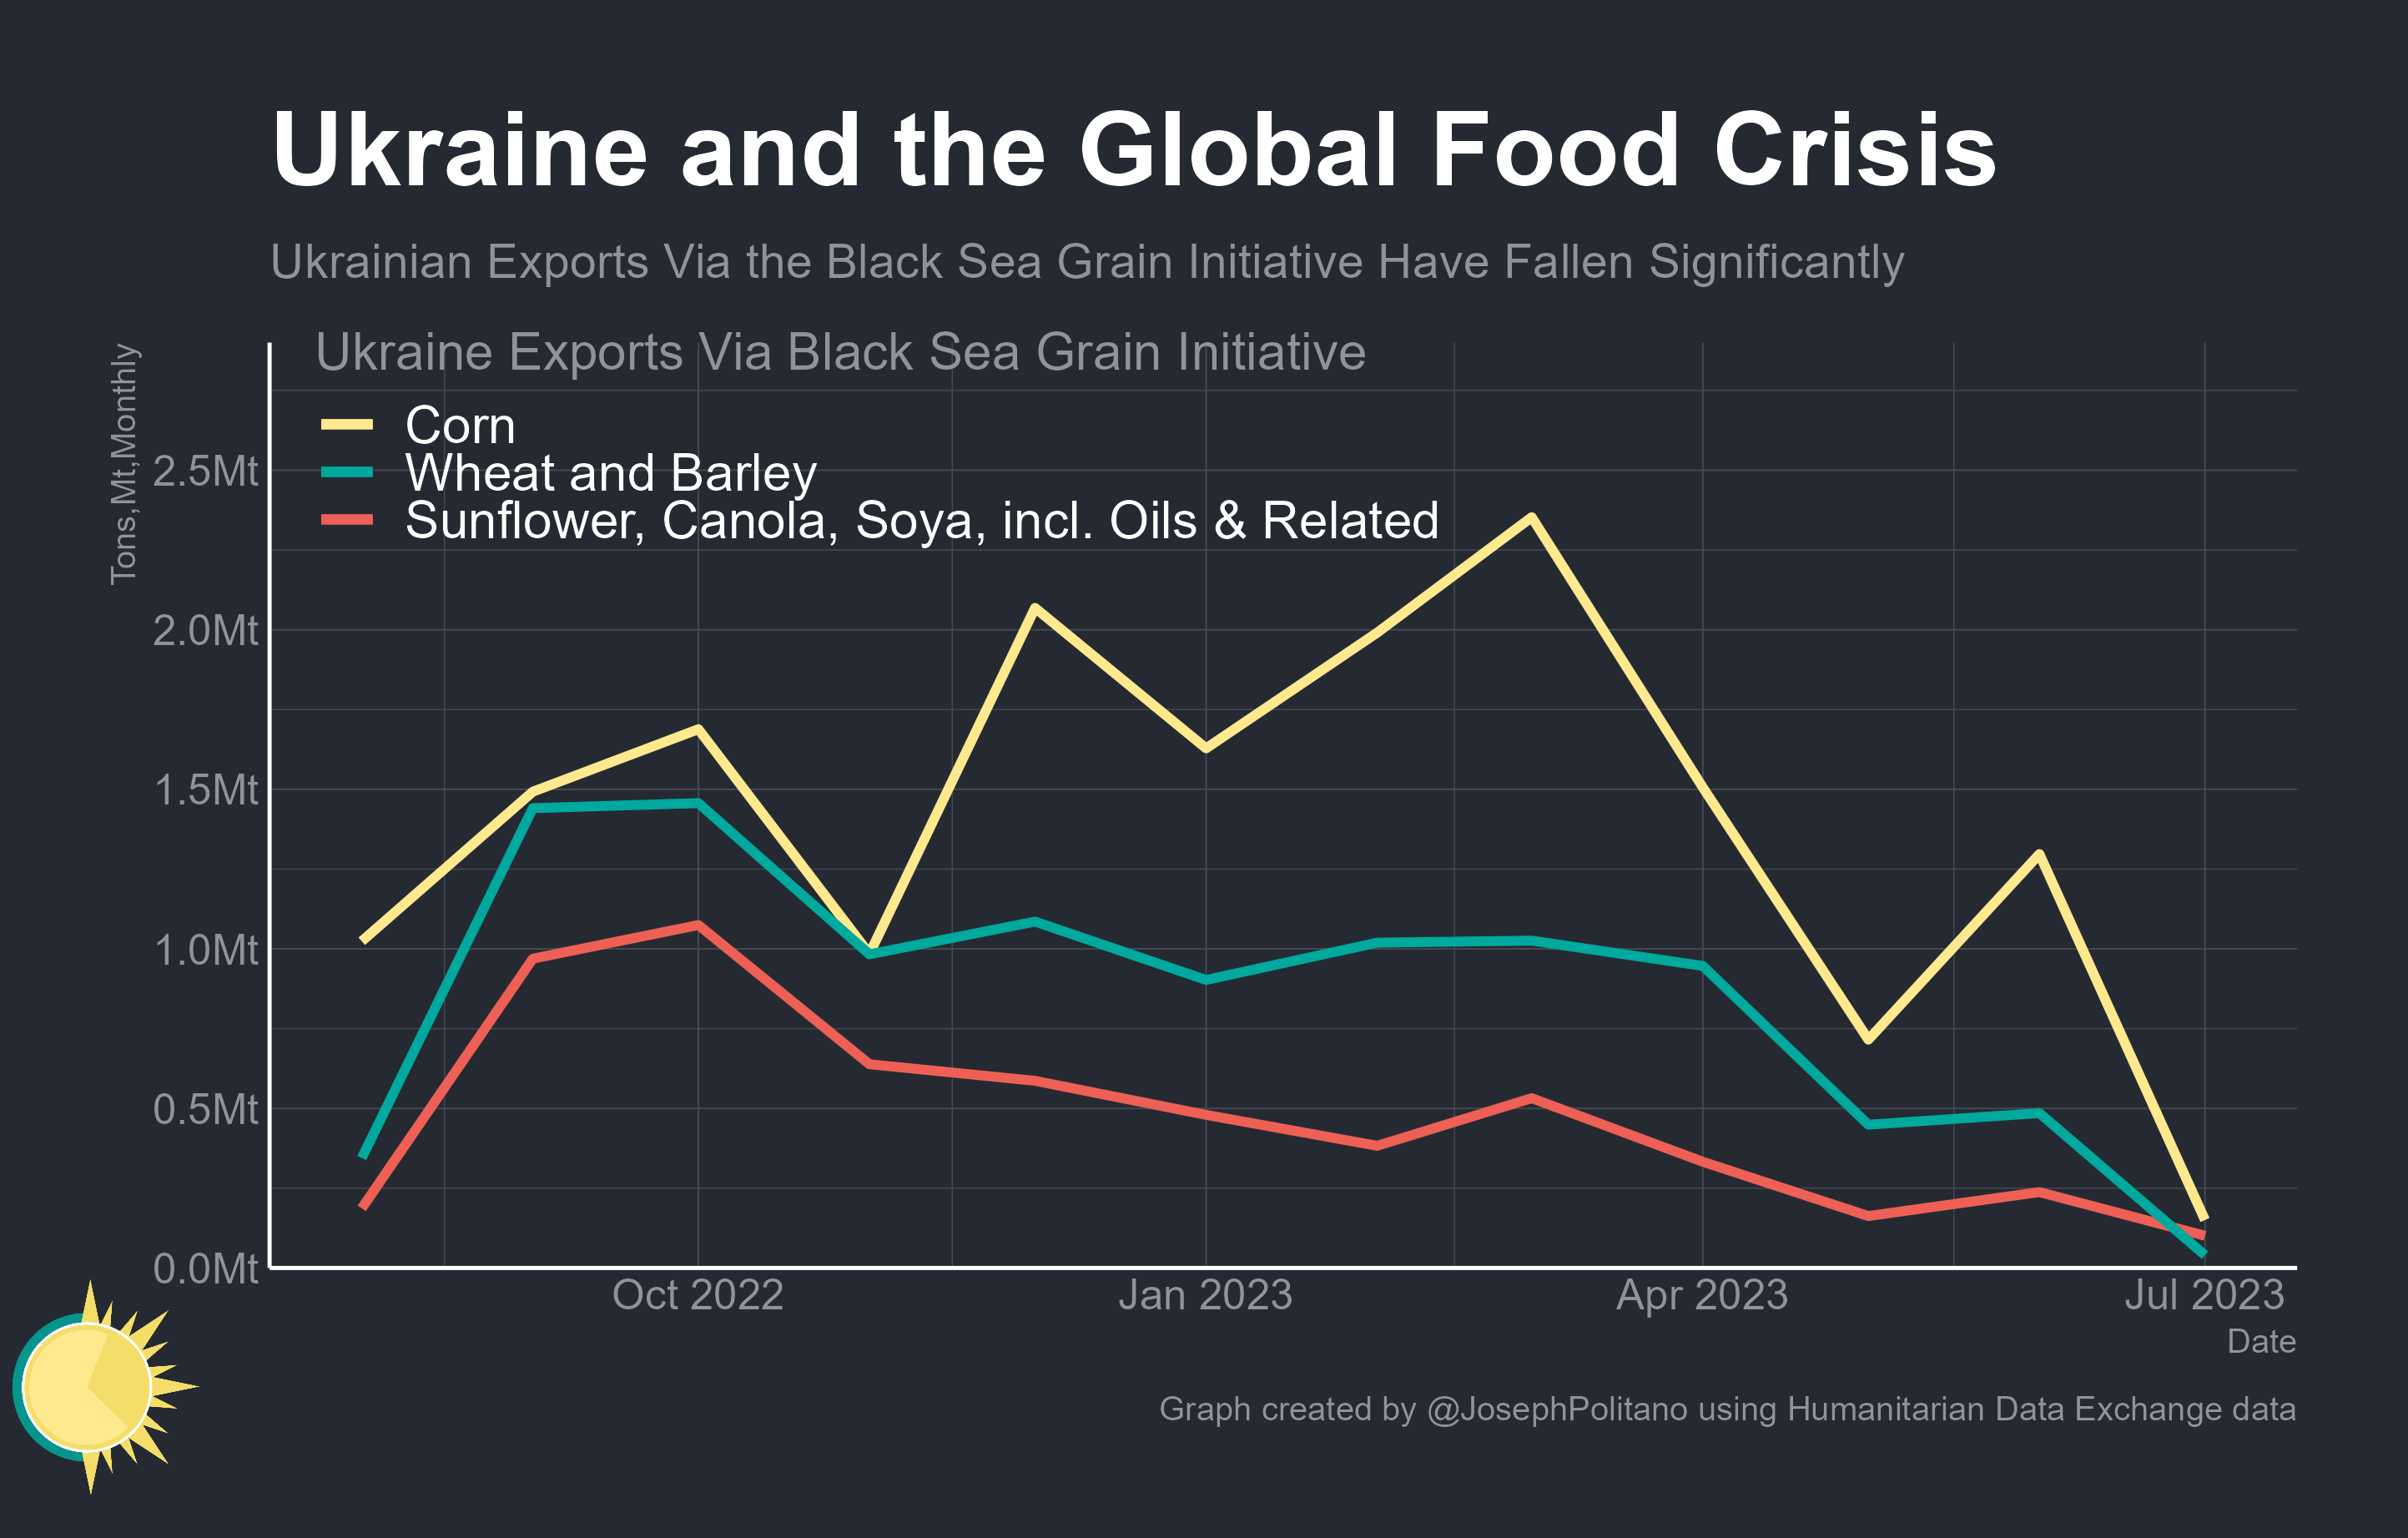 Ukraine and the Global Food Crisis
Ukrainian Exports Via the Black Sea Grain Initiative Have Fallen Significantly
Ukraine Exports Via Black Sea Grain Initiative
Corn
Wheat and Barley
Sunflower, Canola, Soya, incl. Oils & Related
Tons,Mt,Monthly
2.5Mt
2.0Mt
1.5Mt
1.0Mt
0.5Mt
0.0Mt
Oct 2022 Jan 2023 Apr 2023 Jul 2023
Date
Graph created by @JosephPolitano using Humanitarian Data Exchange data